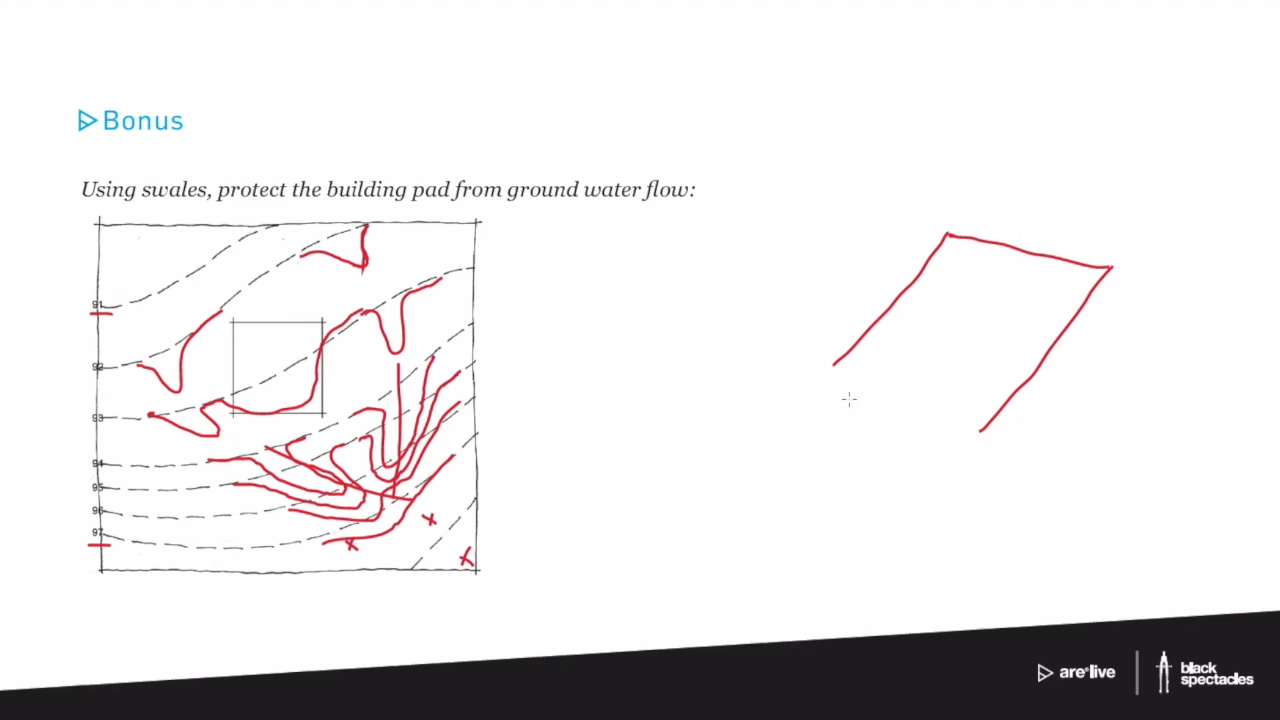 Bonus
Using swales, protect the building pad from ground water flow:
91
92
93
94
95
96
97
are live
black
spectacles